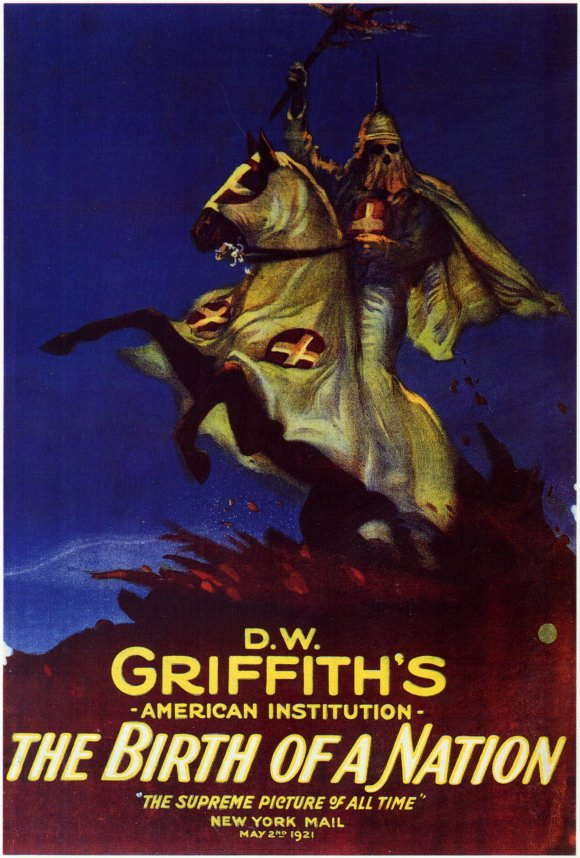 D.W.
GRIFFITH'S
-AMERICAN INSTITUTION-
THE BIRTH OF A NATION
"THE SUPREME PICTURE OF ALL TIME"
NEW YORK MAIL
MAY 2ND 1921